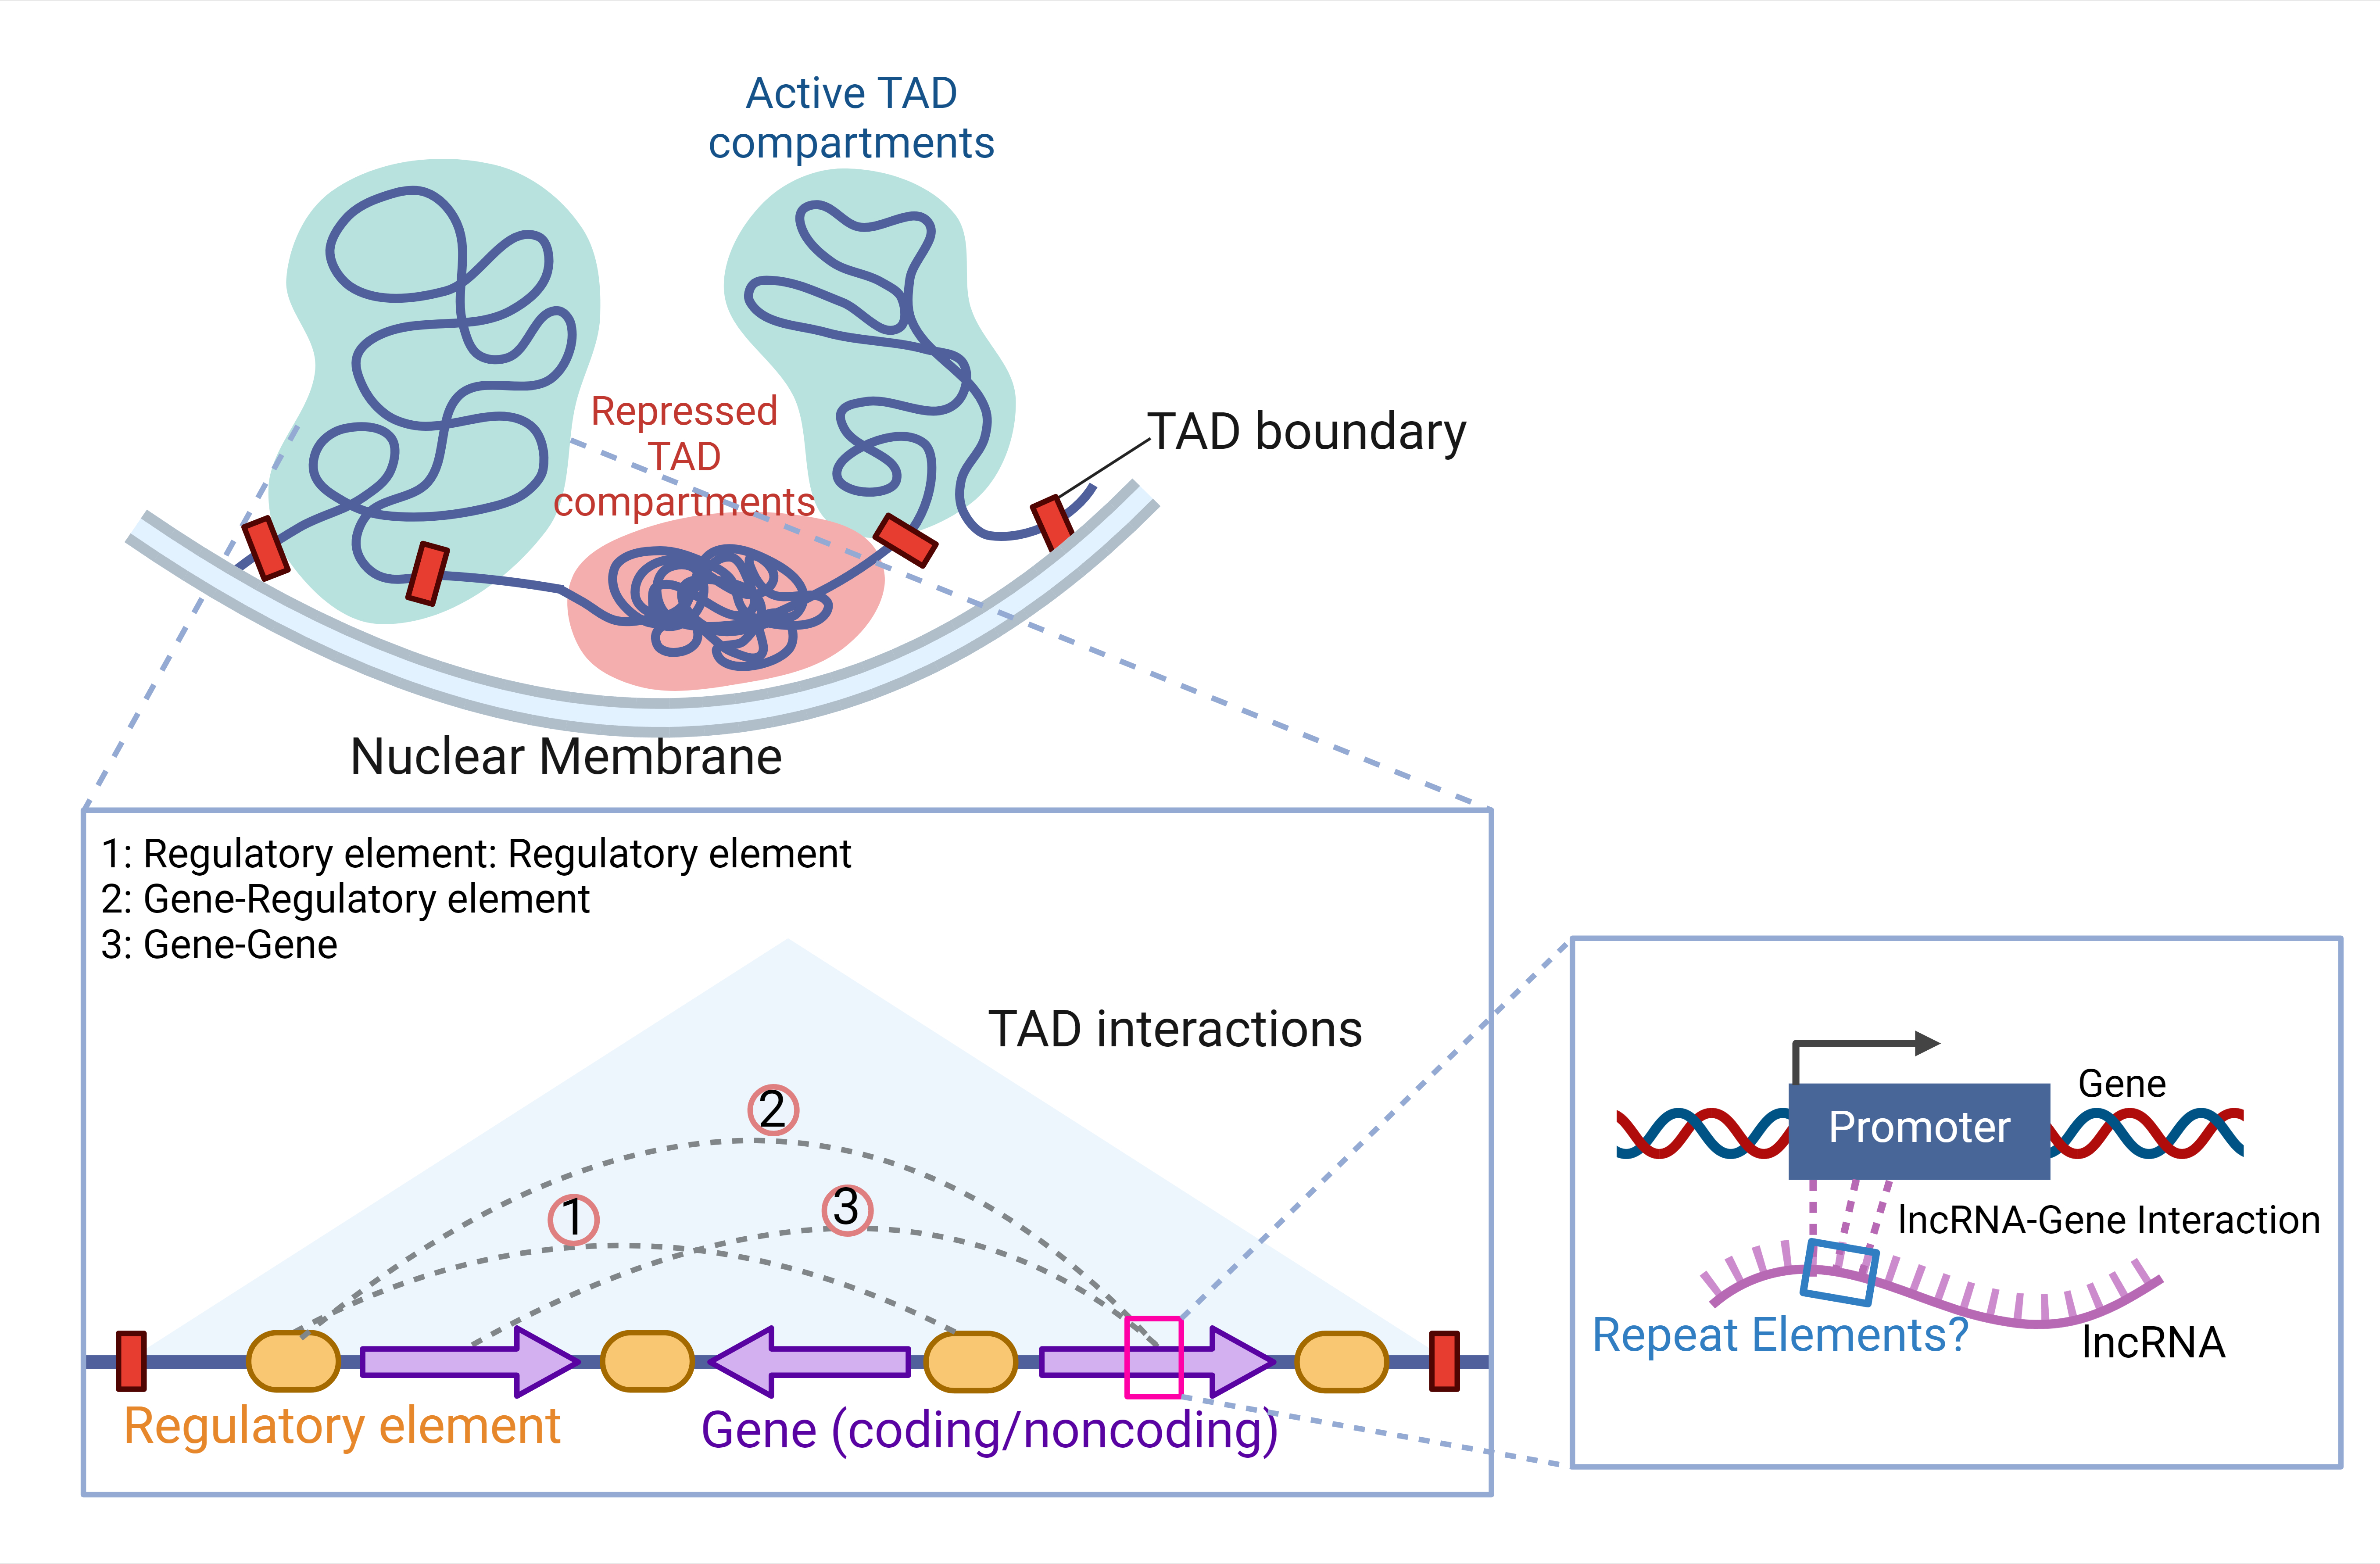 Active TAD
compartments
Repressed
TAD
compartments
TAD boundary
Nuclear Membrane
1: Regulatory element: Regulatory element
2: Gene-Regulatory element
3: Gene-Gene
TAD interactions
2
1
3
Regulatory element
Gene (coding/noncoding)
Gene
Promoter
lncRNA-Gene Interaction
Repeat Elements?
lncRNA